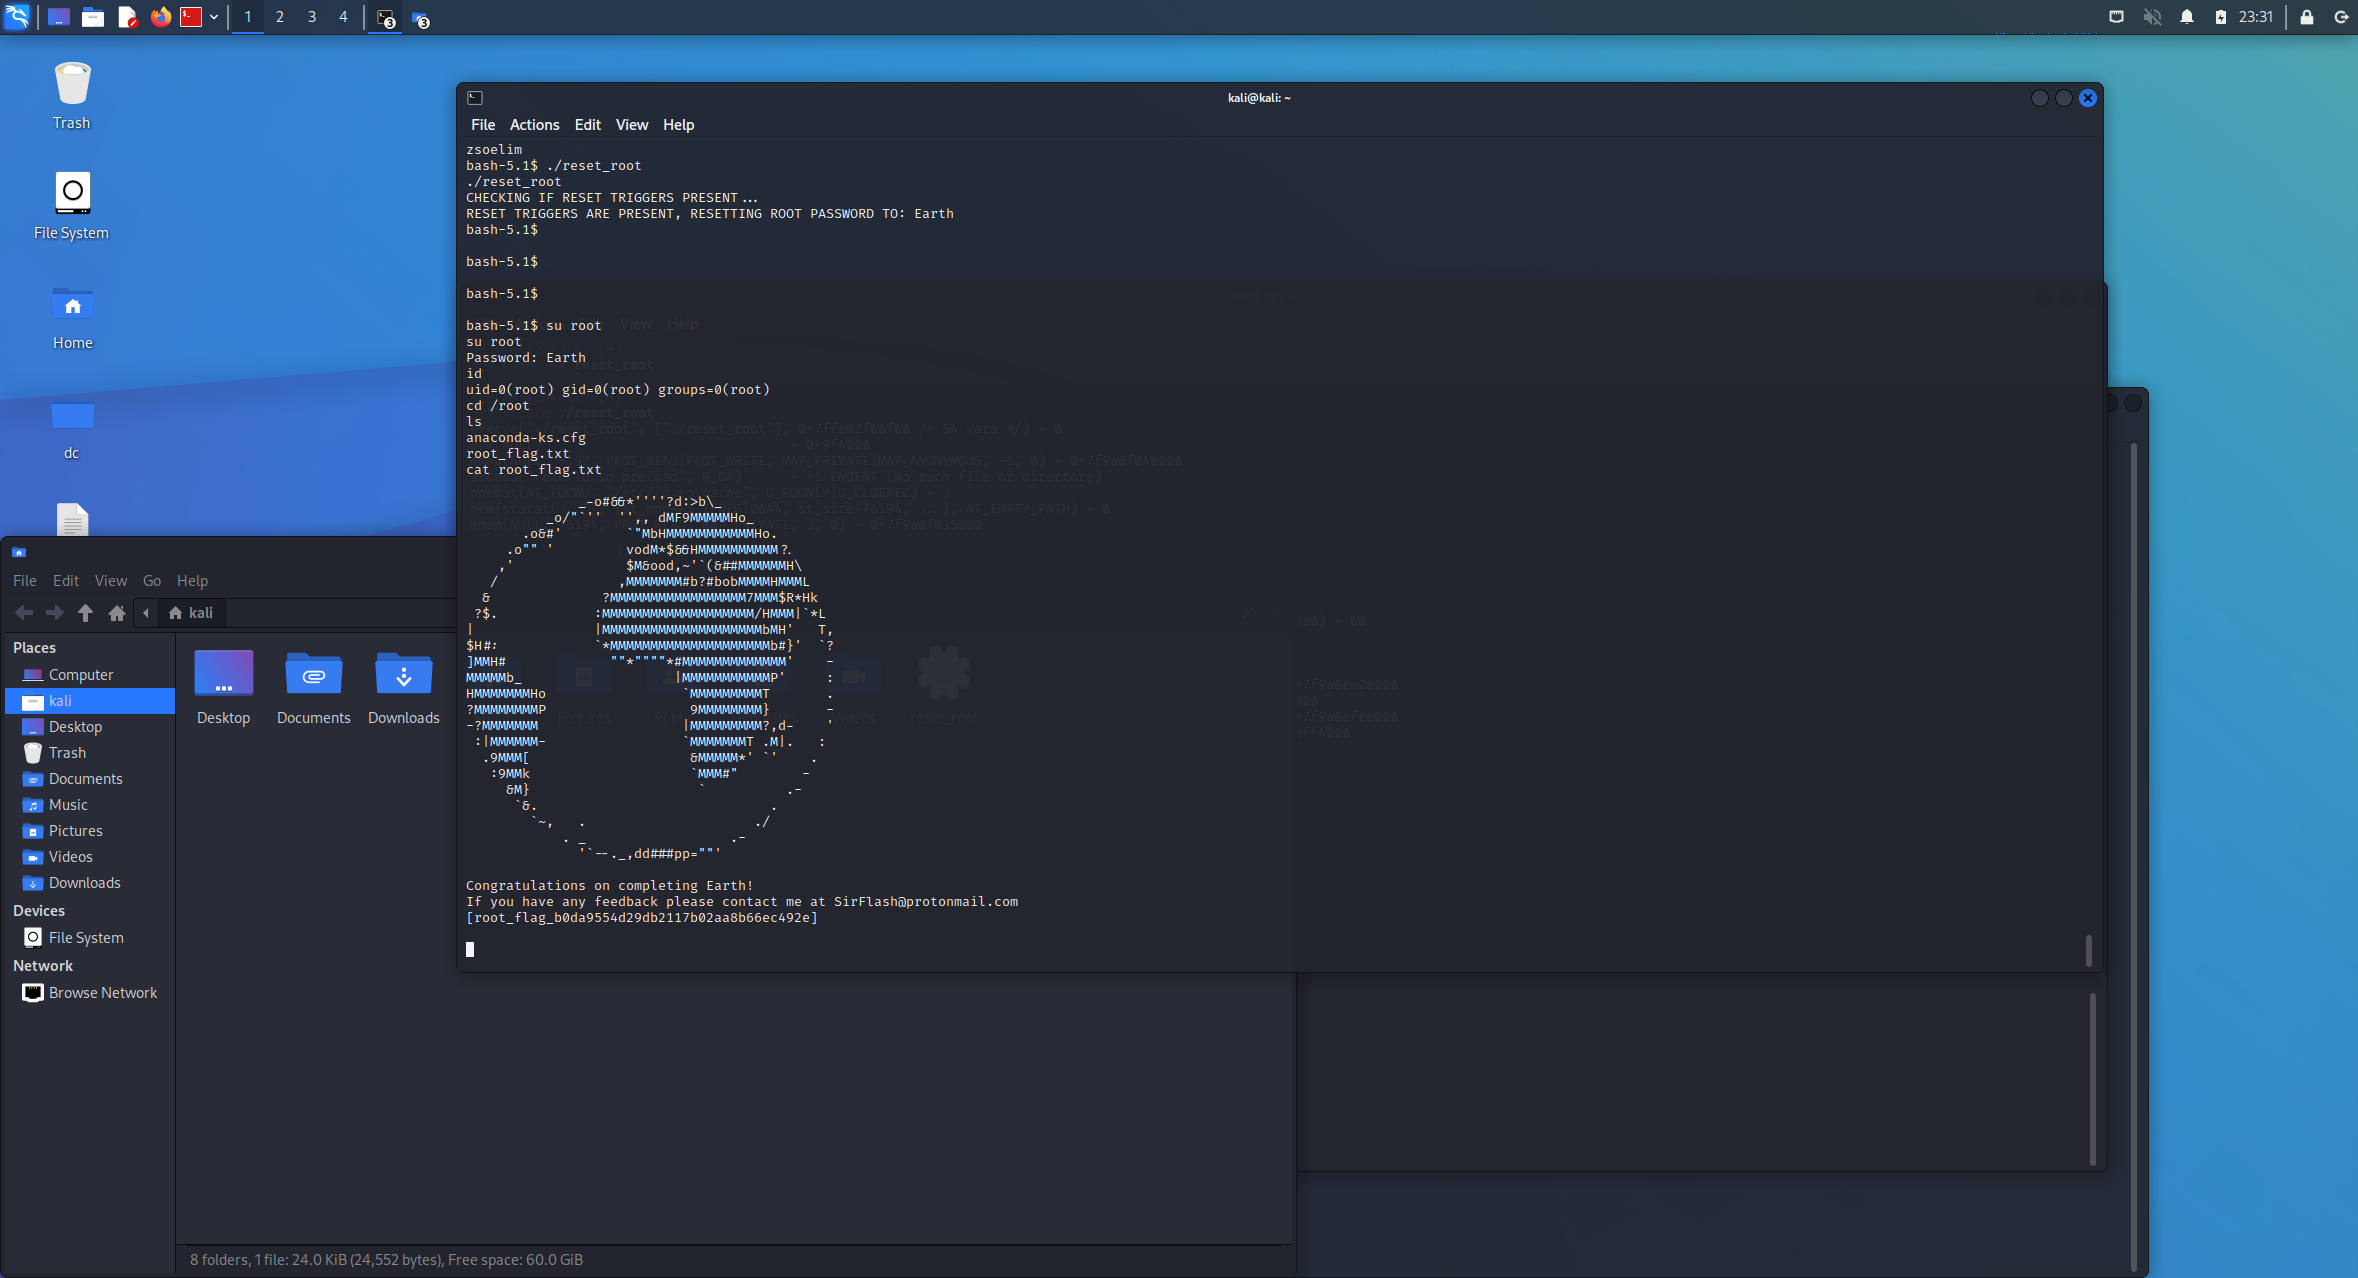 1 2 3 4
3
3
23:31
Trash
File System
Home
dc
kali@kali: ~
File Actions Edit View Help
zsoelim
bash-5.1$ ./reset_root
./reset_root
CHECKING IF RESET TRIGGERS PRESENT...
RESET TRIGGERS ARE PRESENT, RESETTING ROOT PASSWORD TO: Earth
bash-5.1$
bash-5.1$
bash-5.1$
bash-5.1$ su root
su root
Password: Earth
id
uid=0(root) gid=0(root) groups=0(root)
cd /root
ls
anaconda-ks.cfg
root_flag.txt
cat root_flag.txt
Congratulations on completing Earth!
If you have any feedback please contact me at SirFlash@protonmail.com
[root_flag_b0da9554d29db2117b02aa8b66ec492e]
File Edit View Go Help
kali
Places
Computer
kali
Desktop
Trash
Documents
Music
Pictures
Videos
Downloads
Devices
File System
Network
Browse Network
Desktop
Documents
Downloads
Pictures
Videos
reset_root
8 folders, 1 file: 24.0 KiB (24,552 bytes), Free space: 60.0 GiB